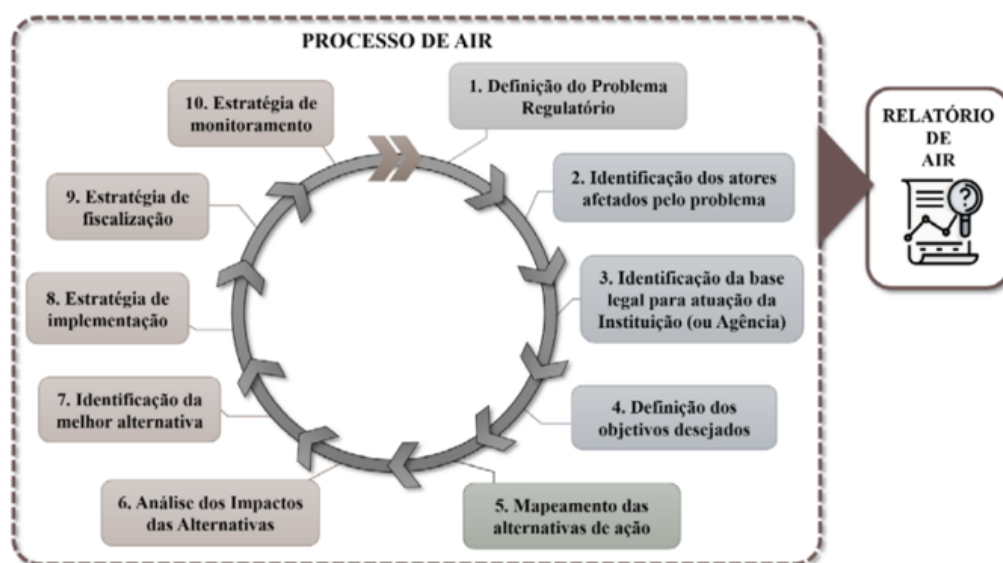 PROCESSO DE AIR
1. Definição do Problema
Regulatório
2. Identificação dos atores
afetados pelo problema
3. Identificação da base
legal para atuação da
Instituição (ou Agência)
4. Definição dos
objetivos desejados
5. Mapeamento das
alternativas de ação
6. Análise dos Impactos
das Alternativas
7. Identificação da
melhor alternativa
8. Estratégia de
implementação
9. Estratégia de
fiscalização
10. Estratégia de
monitoramento
RELATÓRIO
DE
AIR
?